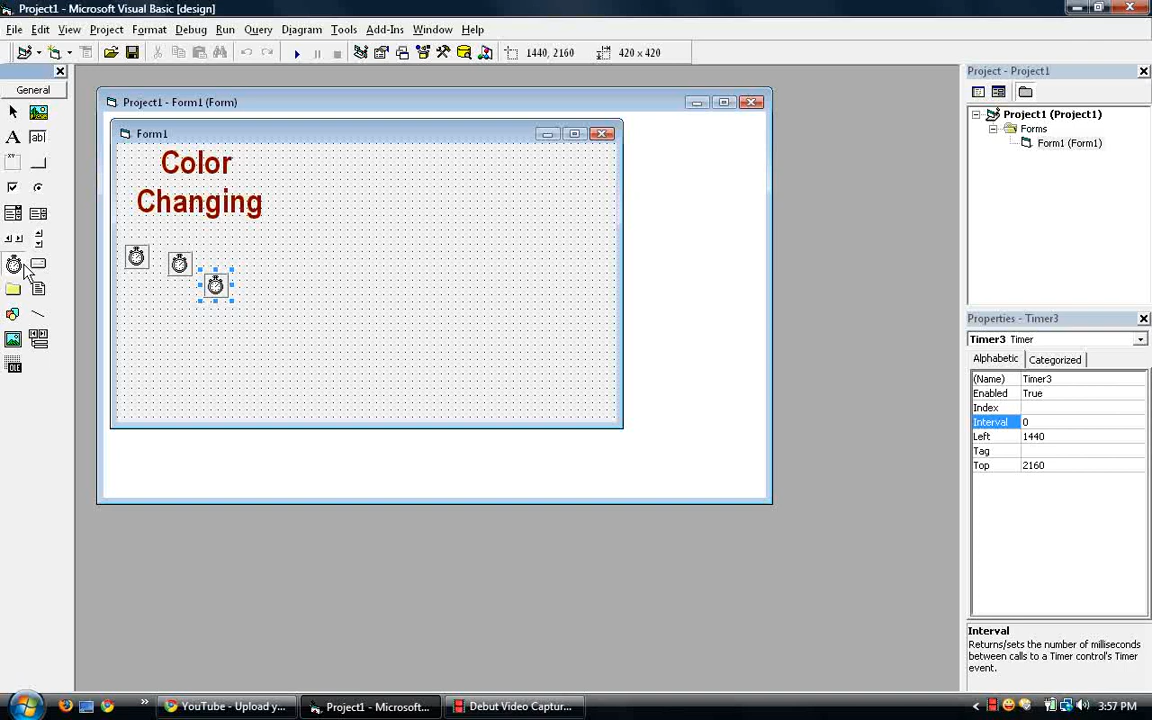 Project1 - Microsoft Visual Basic [design]
File Edit View Project Format Debug Run Query Diagram Tools Add-Ins Window Help
1440, 2160 420 x 420
General
Project1 - Form1 (Form)
Form1
Color
Changing
Project - Project1
Project1 (Project1)
Forms
Form1 (Form1)
Properties - Timer3
Timer3 Timer
Alphabetic Categorized
(Name) Timer3
Enabled True
Index
Interval 0
Left 1440
Tag
Top 2160
Interval
Returns/sets the number of milliseconds
between calls to a Timer control's Timer
event.
YouTube - Upload y... Project1 - Microsoft... Debut Video Captur... 3:57 PM